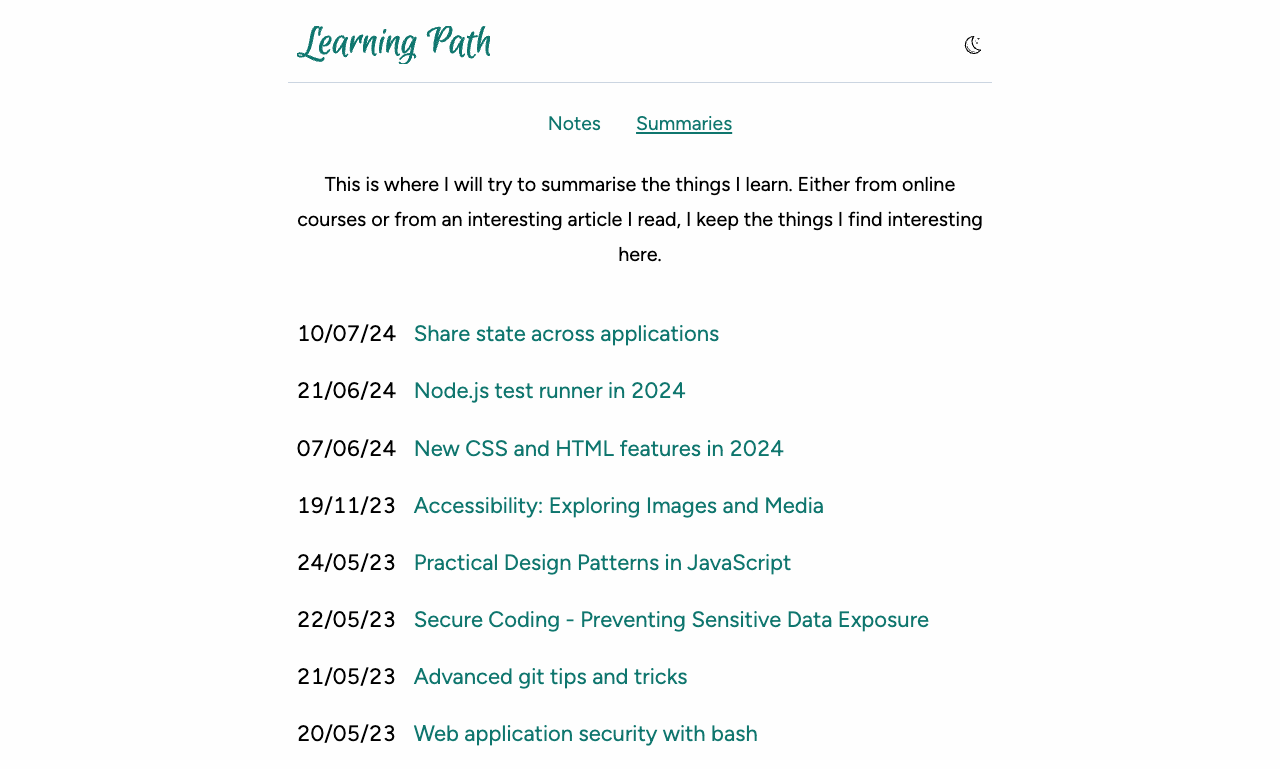 Learning Path
Notes Summaries
This is where I will try to summarise the things I learn. Either from online
courses or from an interesting article I read, I keep the things I find interesting
here.
10/07/24 Share state across applications
21/06/24 Node.js test runner in 2024
07/06/24 New CSS and HTML features in 2024
19/11/23 Accessibility: Exploring Images and Media
24/05/23 Practical Design Patterns in JavaScript
22/05/23 Secure Coding - Preventing Sensitive Data Exposure
21/05/23 Advanced git tips and tricks
20/05/23 Web application security with bash